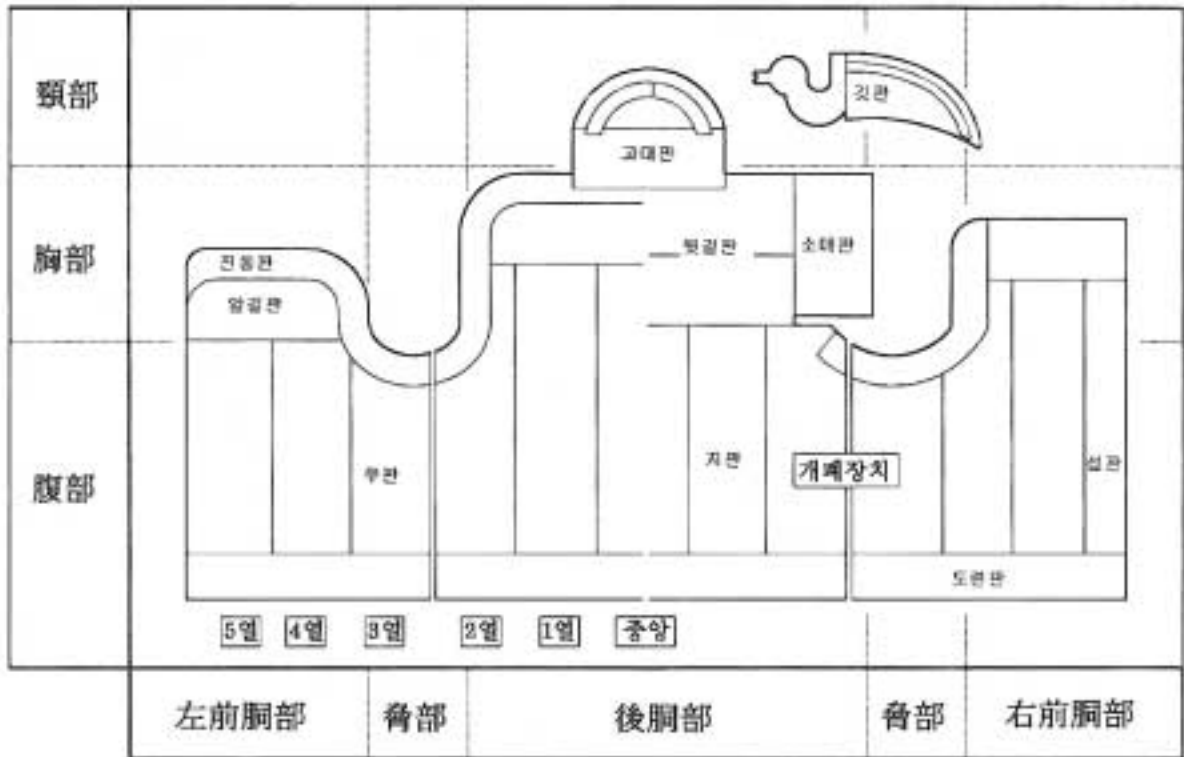 頸部
깃판
고대판
胸部
진동판
앞길판
뒷길판
소매판
腹部
무판
지판
개폐장치
섭판
도련판
5열 4열 3열 2열 1열 중앙
左前胴部 脅部 後胴部 脅部 右前胴部